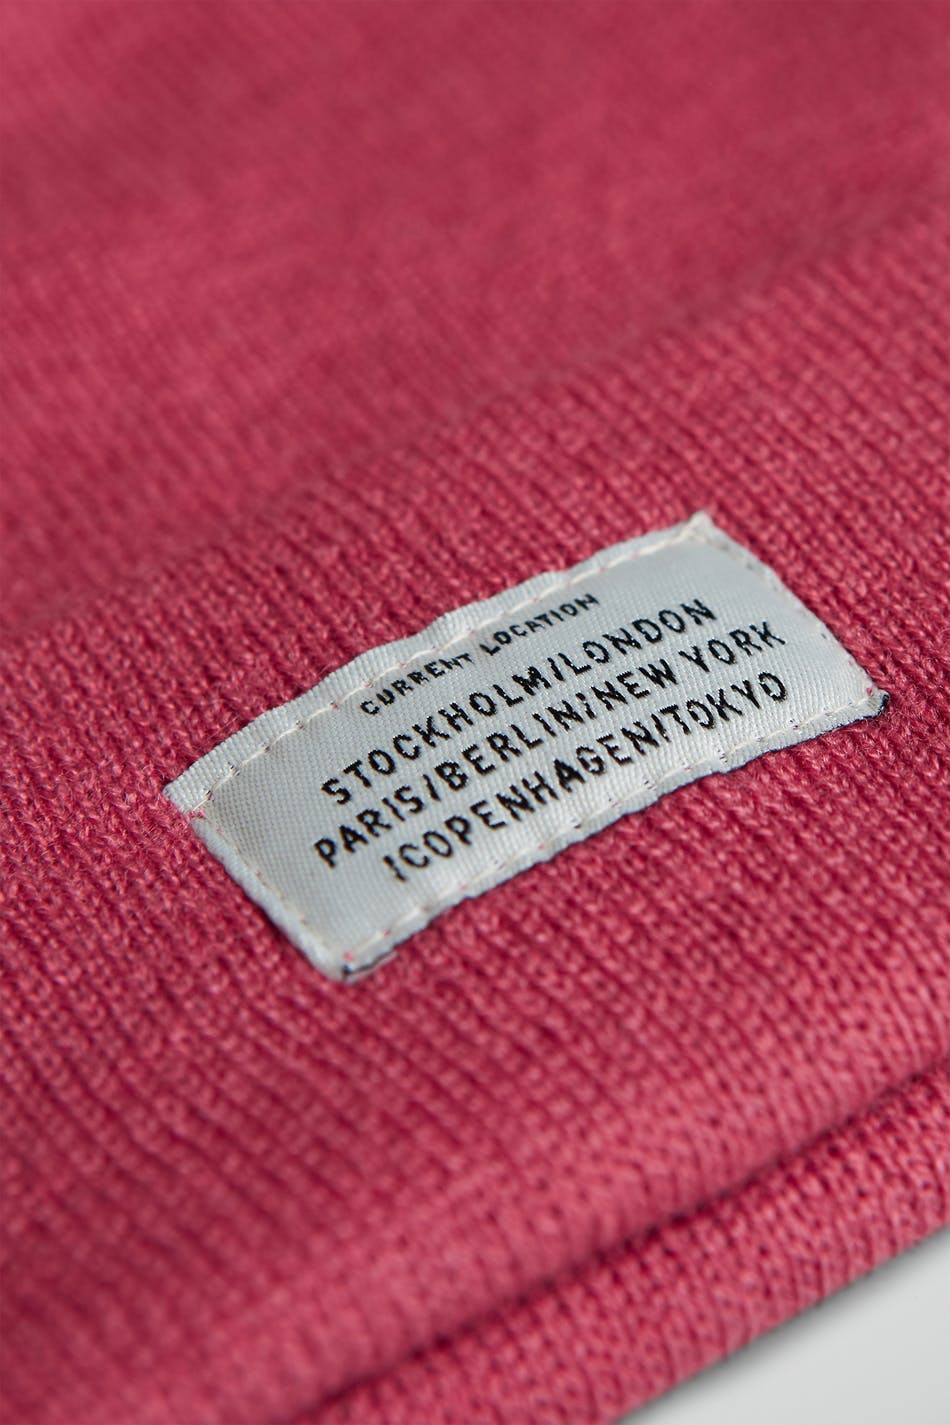 CURRENT LOCATION
STOCKHOLM/LONDON
PARIS/BERLIN/NEW YORK
/COPENHAGEN/TOKYO